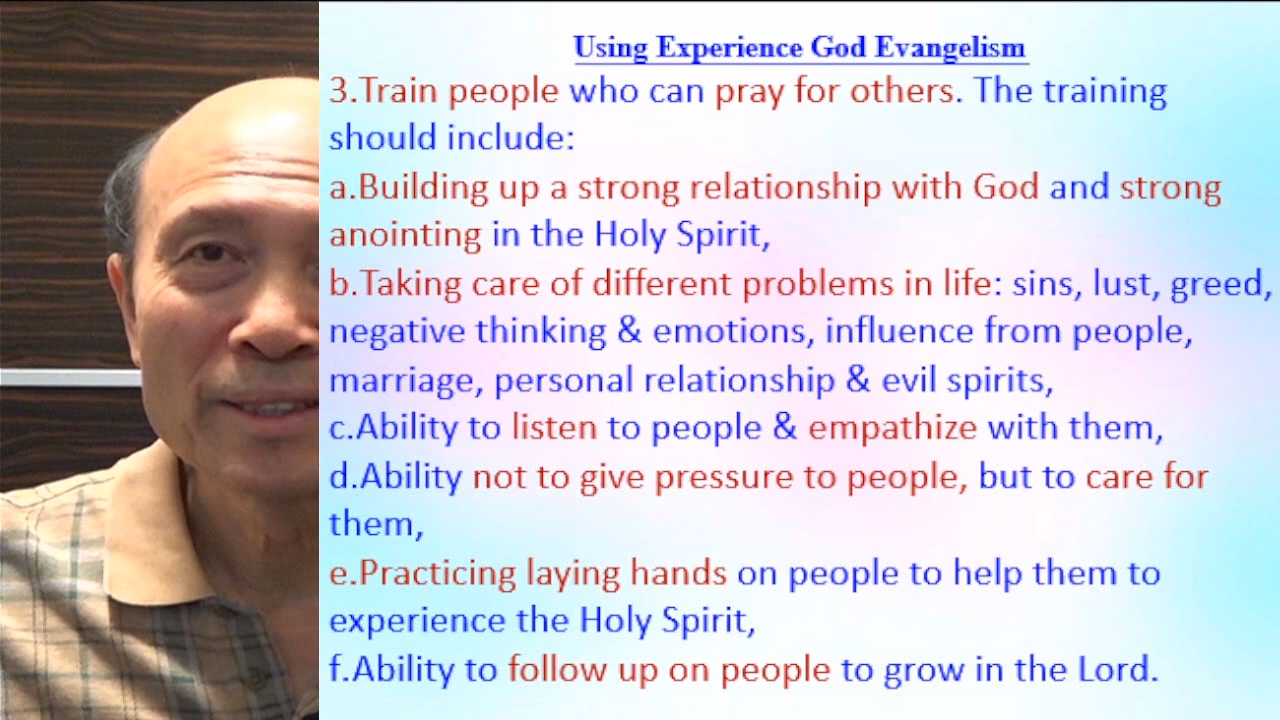 Using Experience God Evangelism
3.Train people who can pray for others. The training
should include:
a.Building up a strong relationship with God and strong
anointing in the Holy Spirit,
b.Taking care of different problems in life: sins, lust, greed,
negative thinking & emotions, influence from people,
marriage, personal relationship & evil spirits,
c.Ability to listen to people & empathize with them,
d.Ability not to give pressure to people, but to care for
them,
e.Practicing laying hands on people to help them to
experience the Holy Spirit,
f.Ability to follow up on people to grow in the Lord.